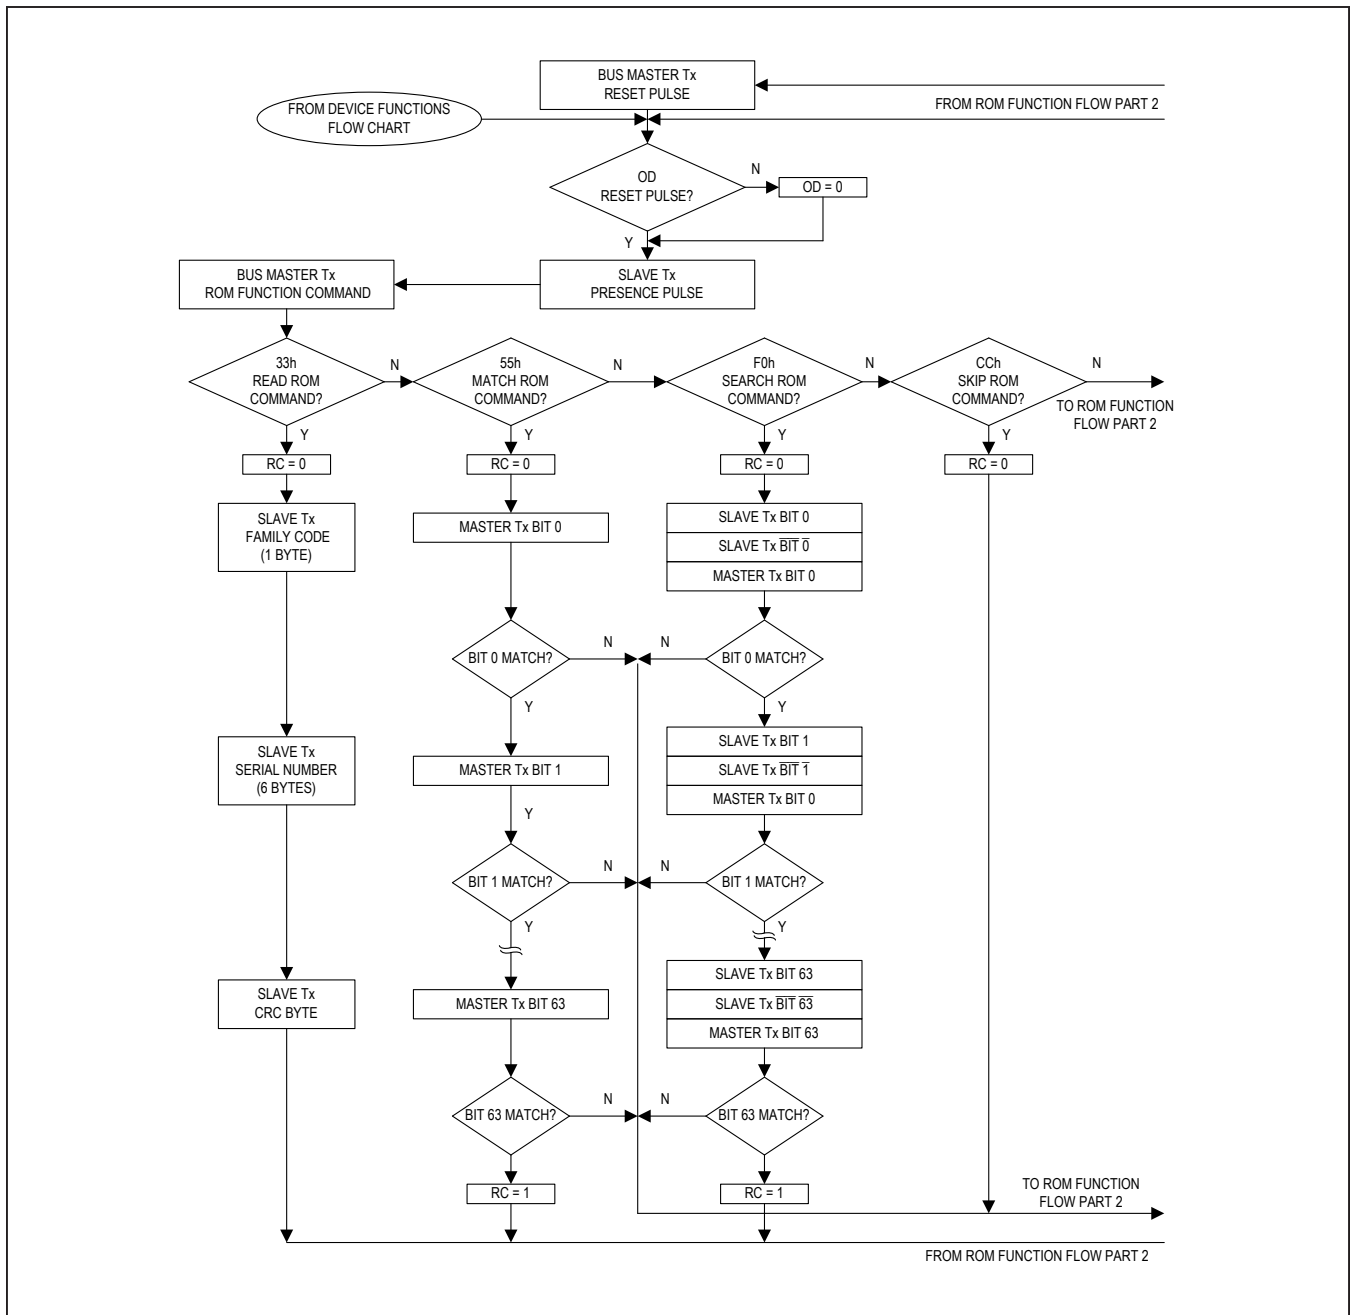 BUS MASTER Tx
RESET PULSE
FROM ROM FUNCTION FLOW PART 2
FROM DEVICE FUNCTIONS
FLOW CHART
OD
RESET PULSE?
N
OD = 0
Y
BUS MASTER Tx
ROM FUNCTION COMMAND
SLAVE Tx
PRESENCE PULSE
33h
READ ROM
COMMAND?
N
55h
MATCH ROM
COMMAND?
N
F0h
SEARCH ROM
COMMAND?
N
CCh
SKIP ROM
COMMAND?
N
TO ROM FUNCTION
FLOW PART 2
Y
Y
Y
Y
RC = 0
RC = 0
RC = 0
RC = 0
SLAVE Tx
FAMILY CODE
(1 BYTE)
MASTER Tx BIT 0
SLAVE Tx BIT 0
SLAVE Tx B̅I̅T̅ 0̅
MASTER Tx BIT 0
BIT 0 MATCH?
N
N
BIT 0 MATCH?
Y
Y
SLAVE Tx
SERIAL NUMBER
(6 BYTES)
MASTER Tx BIT 1
SLAVE Tx BIT 1
SLAVE Tx B̅I̅T̅ 1̅
MASTER Tx BIT 0
Y
BIT 1 MATCH?
N
N
BIT 1 MATCH?
Y
Y
SLAVE Tx
CRC BYTE
MASTER Tx BIT 63
SLAVE Tx BIT 63
SLAVE Tx B̅I̅T̅ 6̅3̅
MASTER Tx BIT 63
BIT 63 MATCH?
N
N
BIT 63 MATCH?
Y
Y
RC = 1
RC = 1
TO ROM FUNCTION
FLOW PART 2
FROM ROM FUNCTION FLOW PART 2